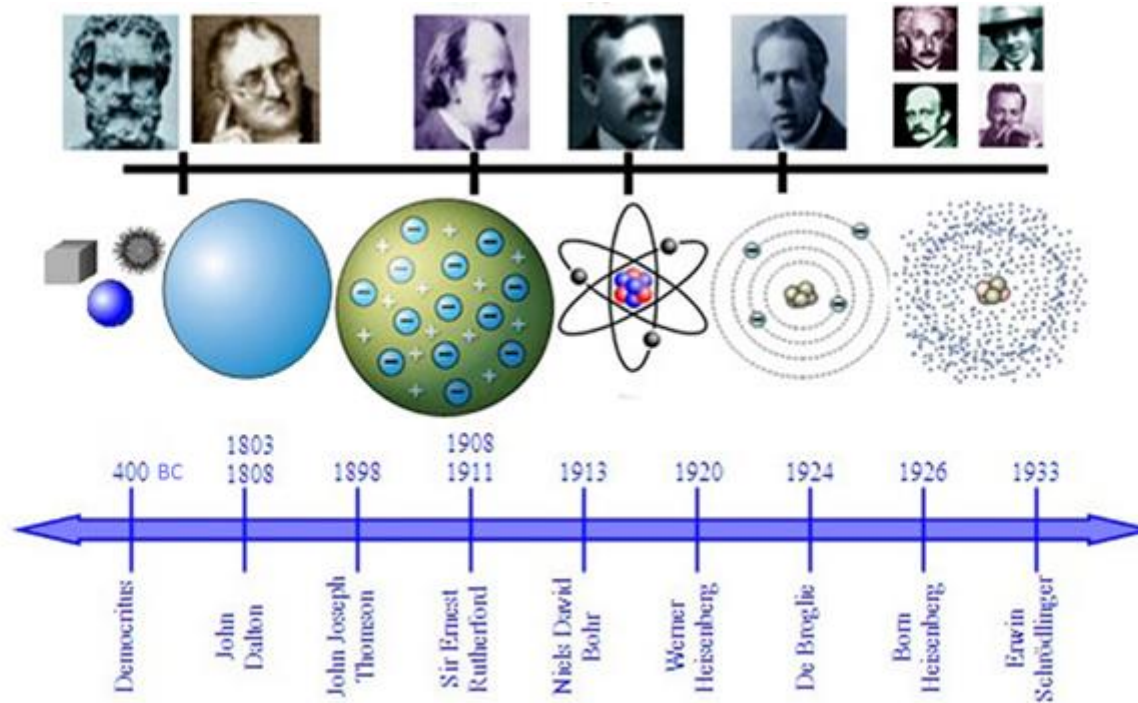 1803
1908
400 BC
1808
1898
1911
1913
1920
1924
1926
1933
Democritus
John
Dalton
John Joseph
Thomson
Sir Ernest
Rutherford
Niels David
Bohr
Werner
Heisenberg
De Broglie
Born
Heisenberg
Erwin
Schrödlinger